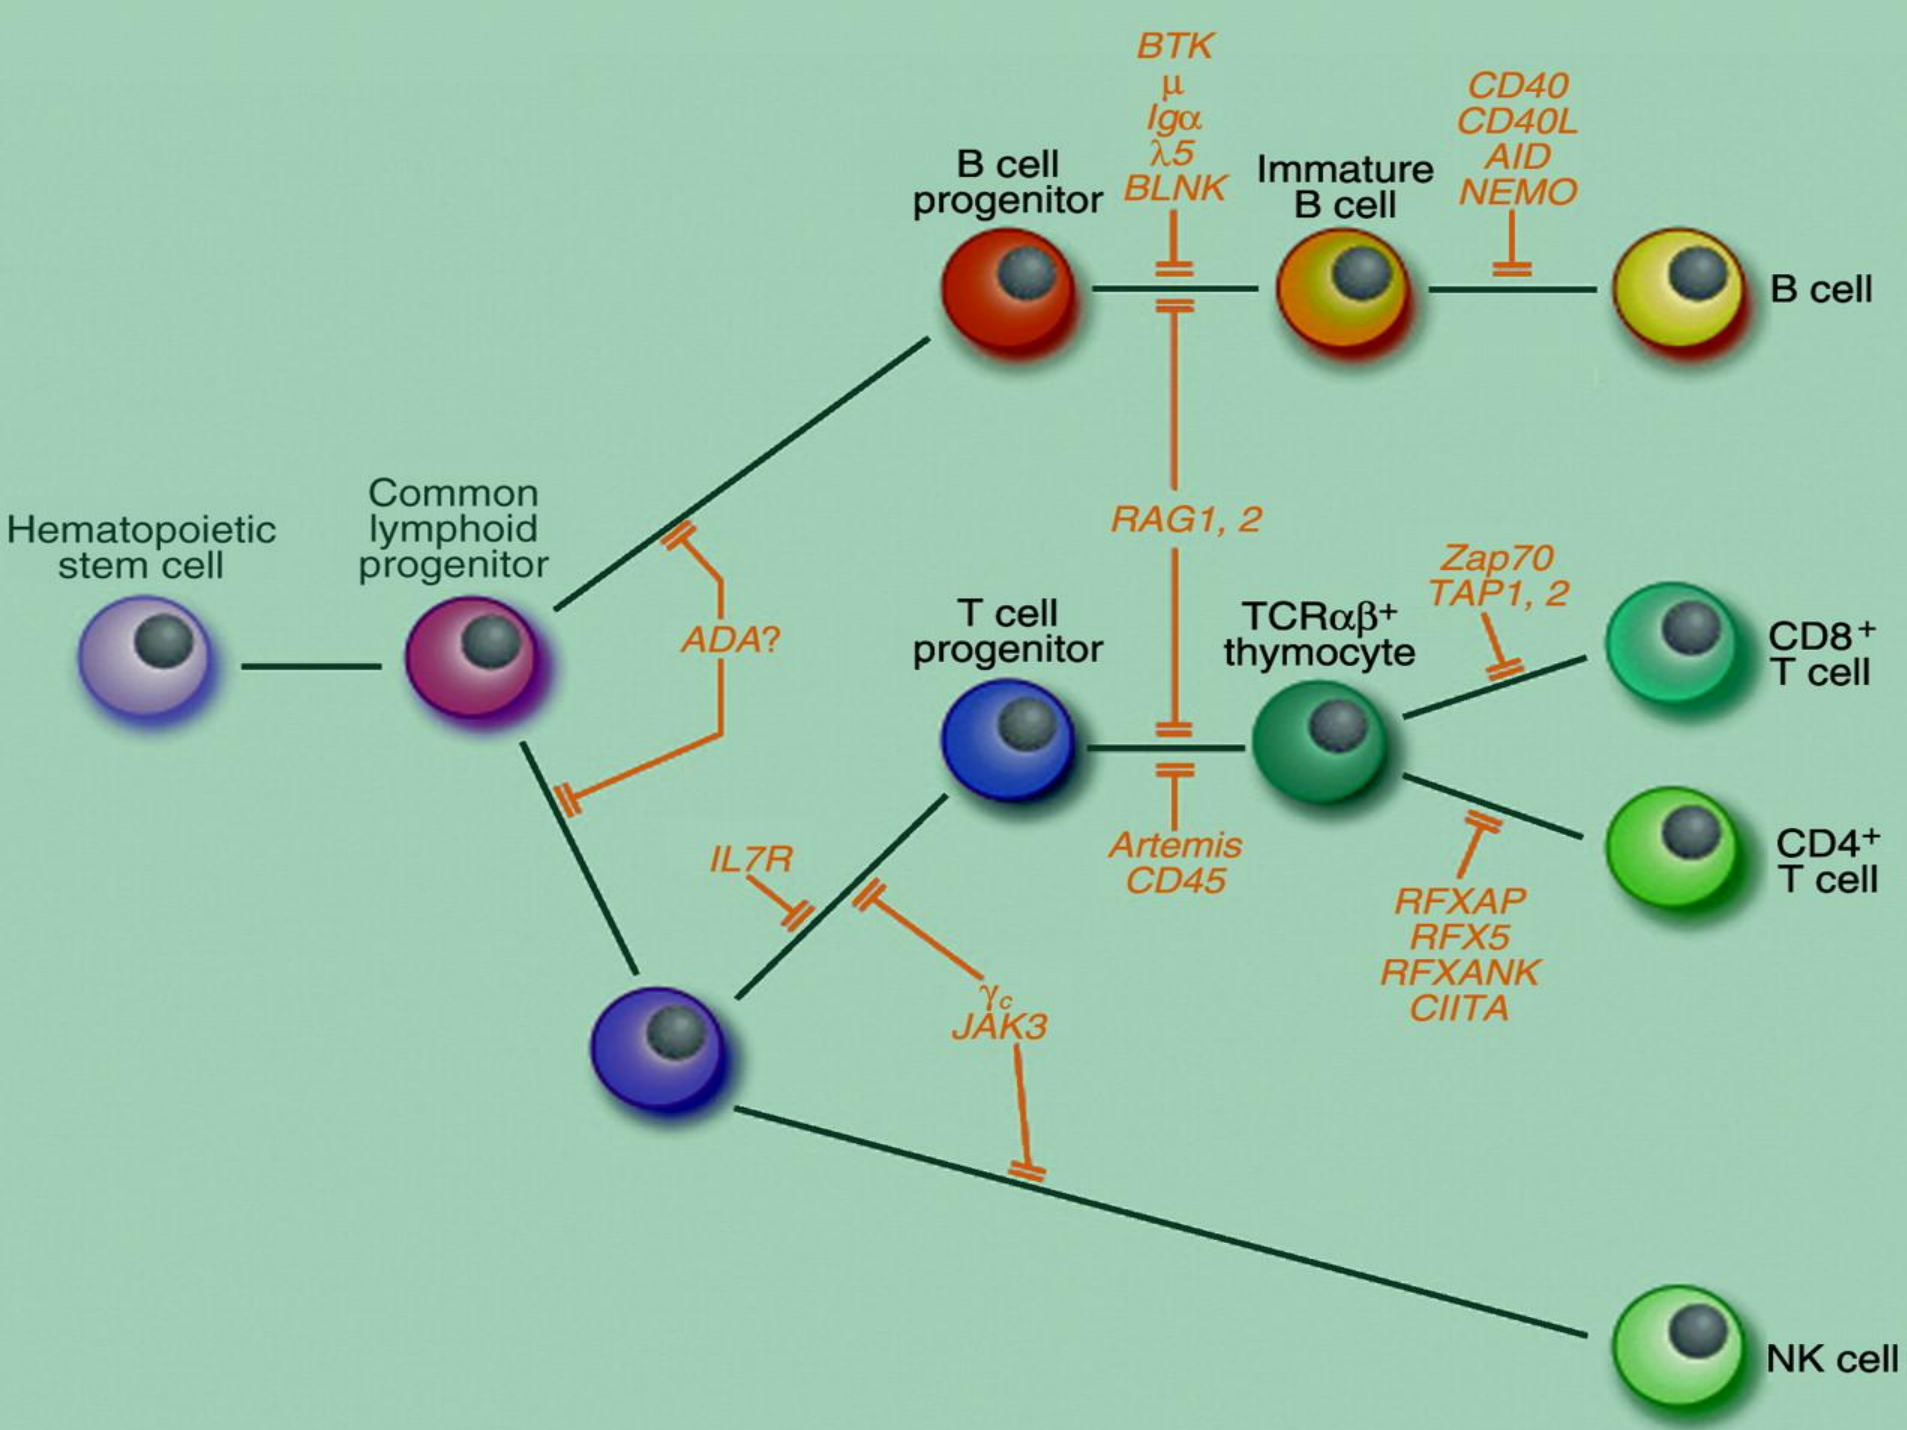 BTK
μ
Igα
λ5
BLNK
CD40
CD40L
AID
NEMO
B cell
progenitor
Immature
B cell
B cell
Hematopoietic
stem cell
Common
lymphoid
progenitor
ADA?
RAG1, 2
T cell
progenitor
TCRαβ+
thymocyte
Zap70
TAP1, 2
CD8+
T cell
CD4+
T cell
IL7R
Artemis
CD45
γc
JAK3
RFXAP
RFX5
RFXANK
CIITA
NK cell